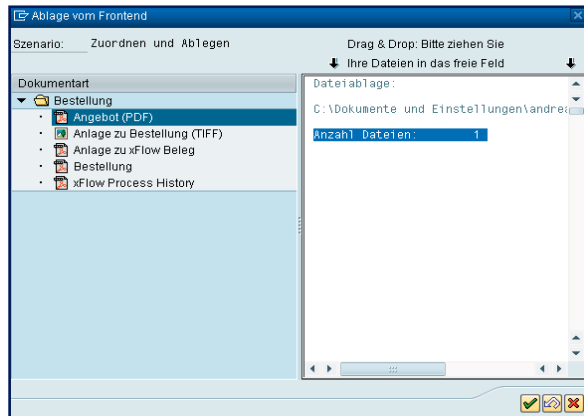 Ablage vom Frontend
Szenario: Zuordnen und Ablegen
Drag & Drop: Bitte ziehen Sie
Ihre Dateien in das freie Feld
Dokumentart
Bestellung
Angebot (PDF)
Anlage zu Bestellung (TIFF)
Anlage zu xFlow Beleg
Bestellung
xFlow Process History
Dateiablage:
C:\Dokumente und Einstellungen\andrea
Anzahl Dateien: 1